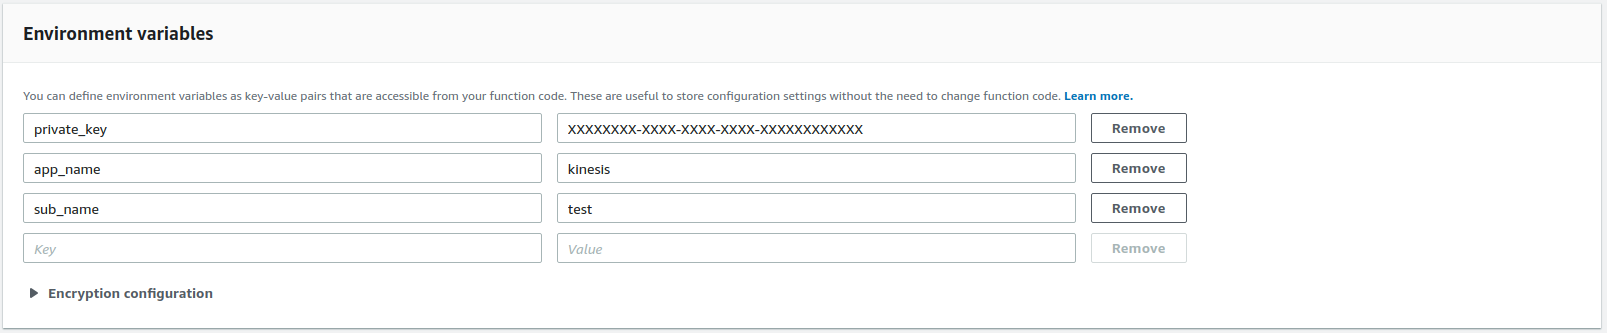 Environment variables
You can define environment variables as key-value pairs that are accessible from your function code. These are useful to store configuration settings without the need to change function code. Learn more.
private_key XXXXXXXX-XXXX-XXXX-XXXX-XXXXXXXXXXXX Remove
app_name kinesis Remove
sub_name test Remove
Key Value Remove
Encryption configuration